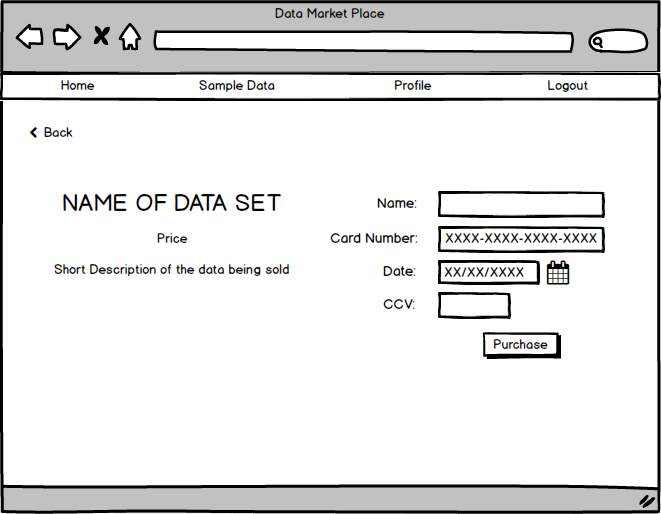 Data Market Place
Home Sample Data Profile Logout
Back
NAME OF DATA SET
Price
Short Description of the data being sold
Name:
Card Number: XXXX-XXXX-XXXX-XXXX
Date: XX/XX/XXXX
CCV:
Purchase